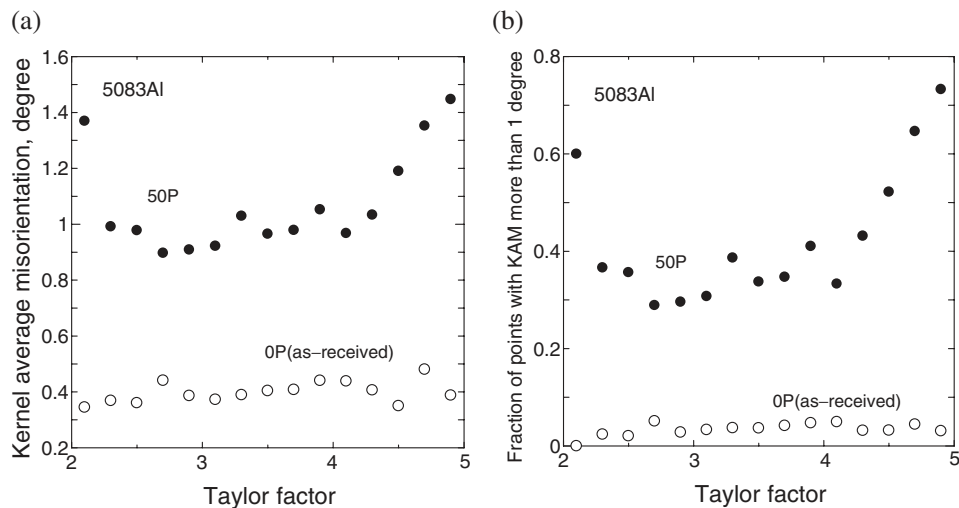 (a)
Kernel average misorientation, degree
1.6
1.4
1.2
1
0.8
0.6
0.4
0.2
5083Al
50P
0P(as−received)
2
3
4
5
Taylor factor
(b)
Fraction of points with KAM more than 1 degree
0.8
0.6
0.4
0.2
0
5083Al
50P
0P(as−received)
2
3
4
5
Taylor factor